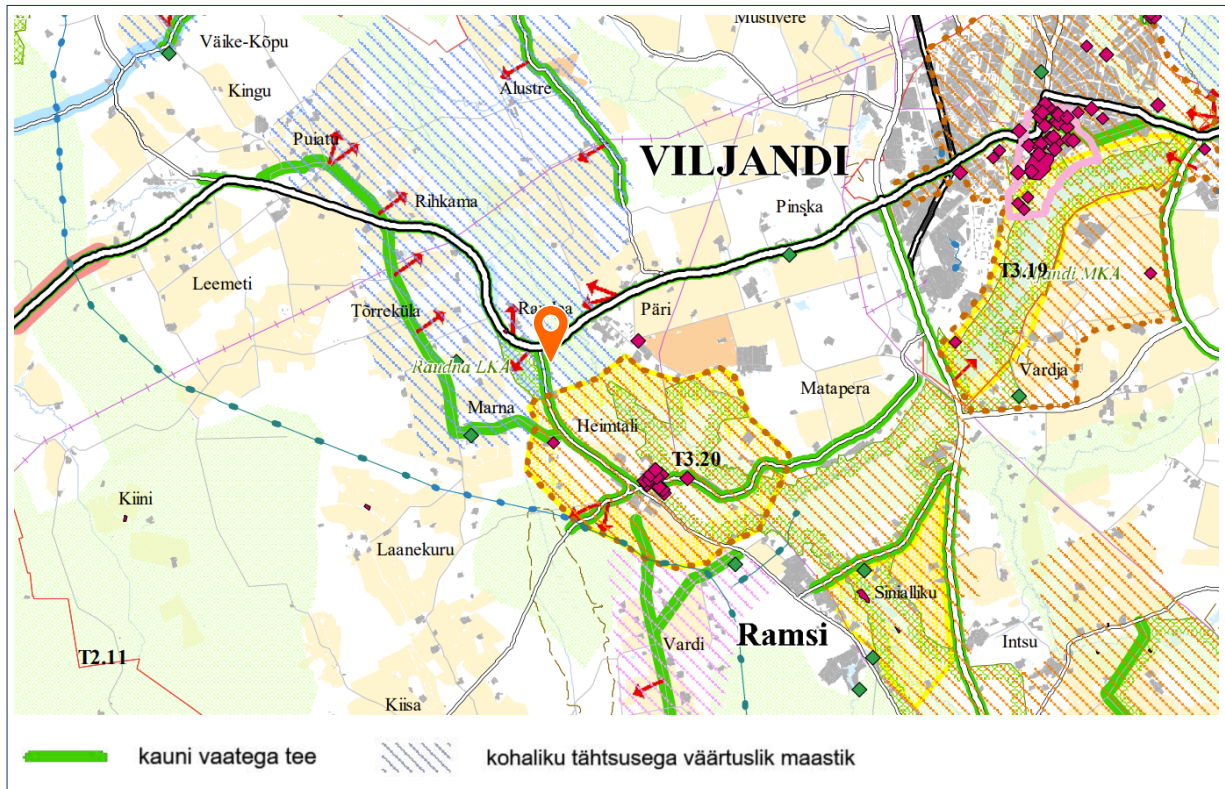 Väike-Kõpu
Mustivere
Kingu
Alustre
Puiatu
VILJANDI
Rihkama
Pinska
Leemeti
T3.19
Tõrreküla
Päri
Raudna LKA
Vardja
Matapera
Marna
Heimtali
T3.20
Kiini
Laanekuru
Sinialliku
Ramsi
Intsu
Vardi
T2.11
Kiisa
kauni vaatega tee
kohaliku tähtsusega väärtuslik maastik